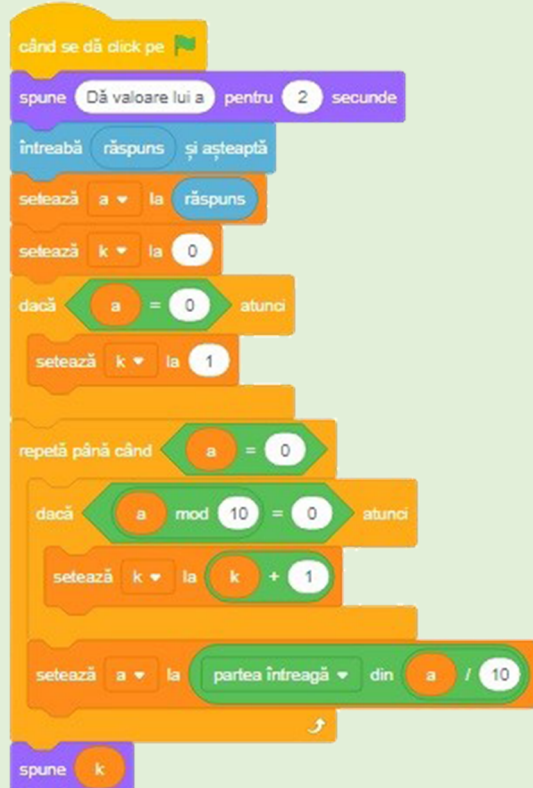 când se dă click pe
spune Dă valoare lui a pentru 2 secunde
întreabă răspuns și așteaptă
setează a la răspuns
setează k la 0
dacă a = 0 atunci
setează k la 1
repetă până când a = 0
dacă a mod 10 = 0 atunci
setează k la k + 1
setează a la partea întreagă din a / 10
spune k